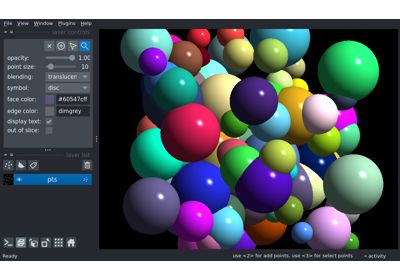 File View Window Plugins Help
layer controls
opacity: 1.00
point size: 10
blending: translucen
symbol: disc
face color: #60547cff
edge color: dimgrey
display text:
out of slice:
layer list
pts
Ready
use <2> for add points, use <3> for select points
activity